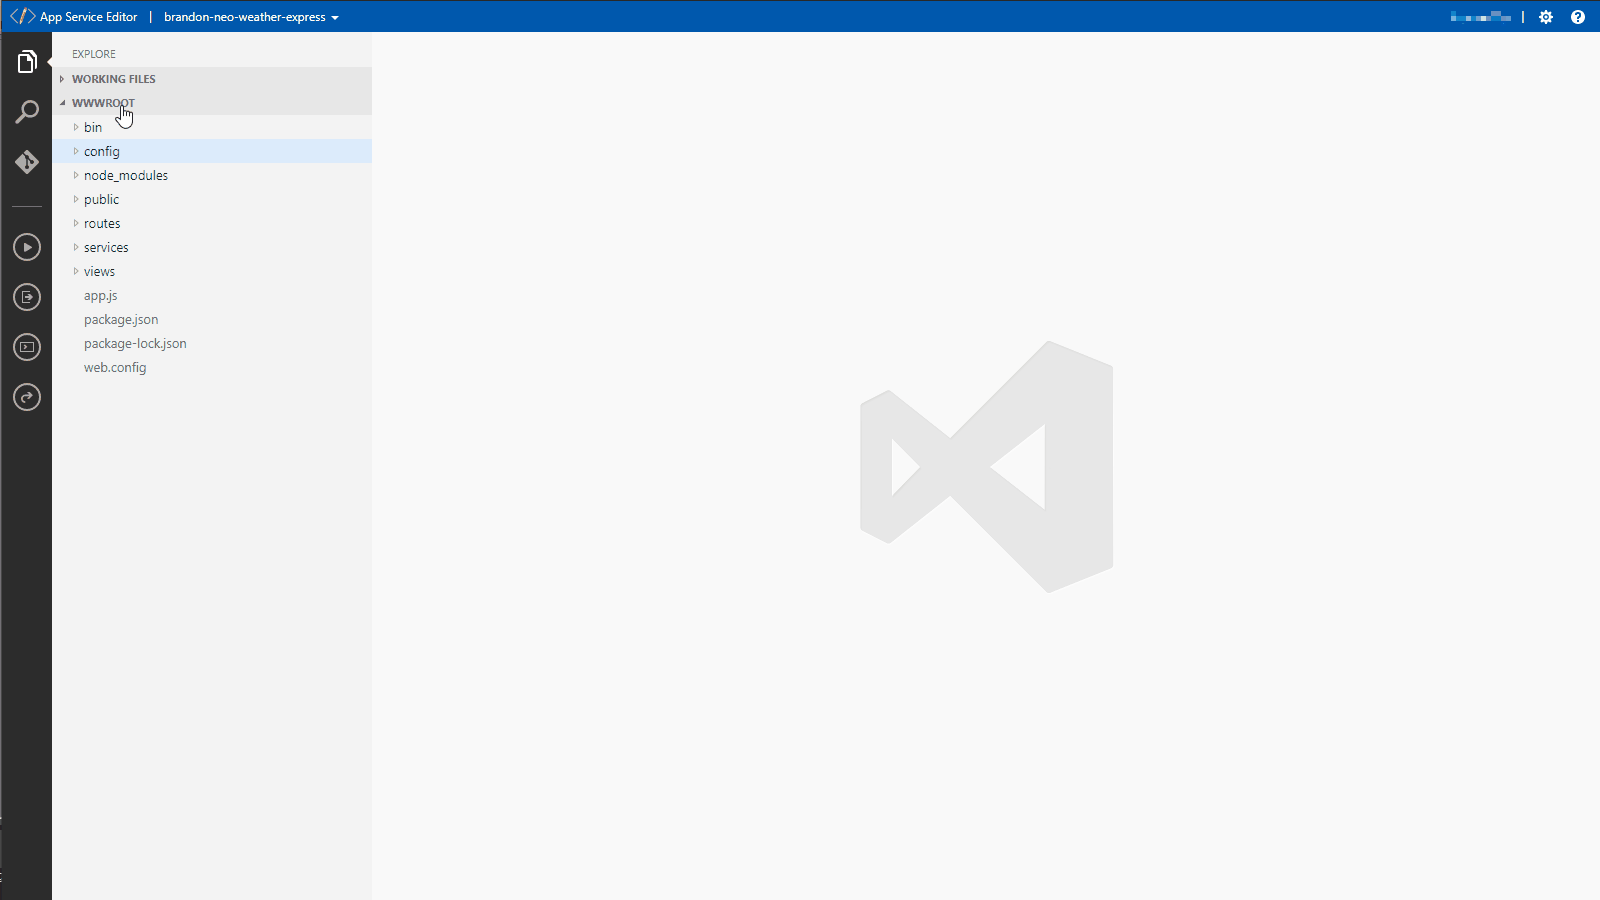 App Service Editor | brandon-neo-weather-express
EXPLORE
WORKING FILES
WWWROOT
bin
config
node_modules
public
routes
services
views
app.js
package.json
package-lock.json
web.config